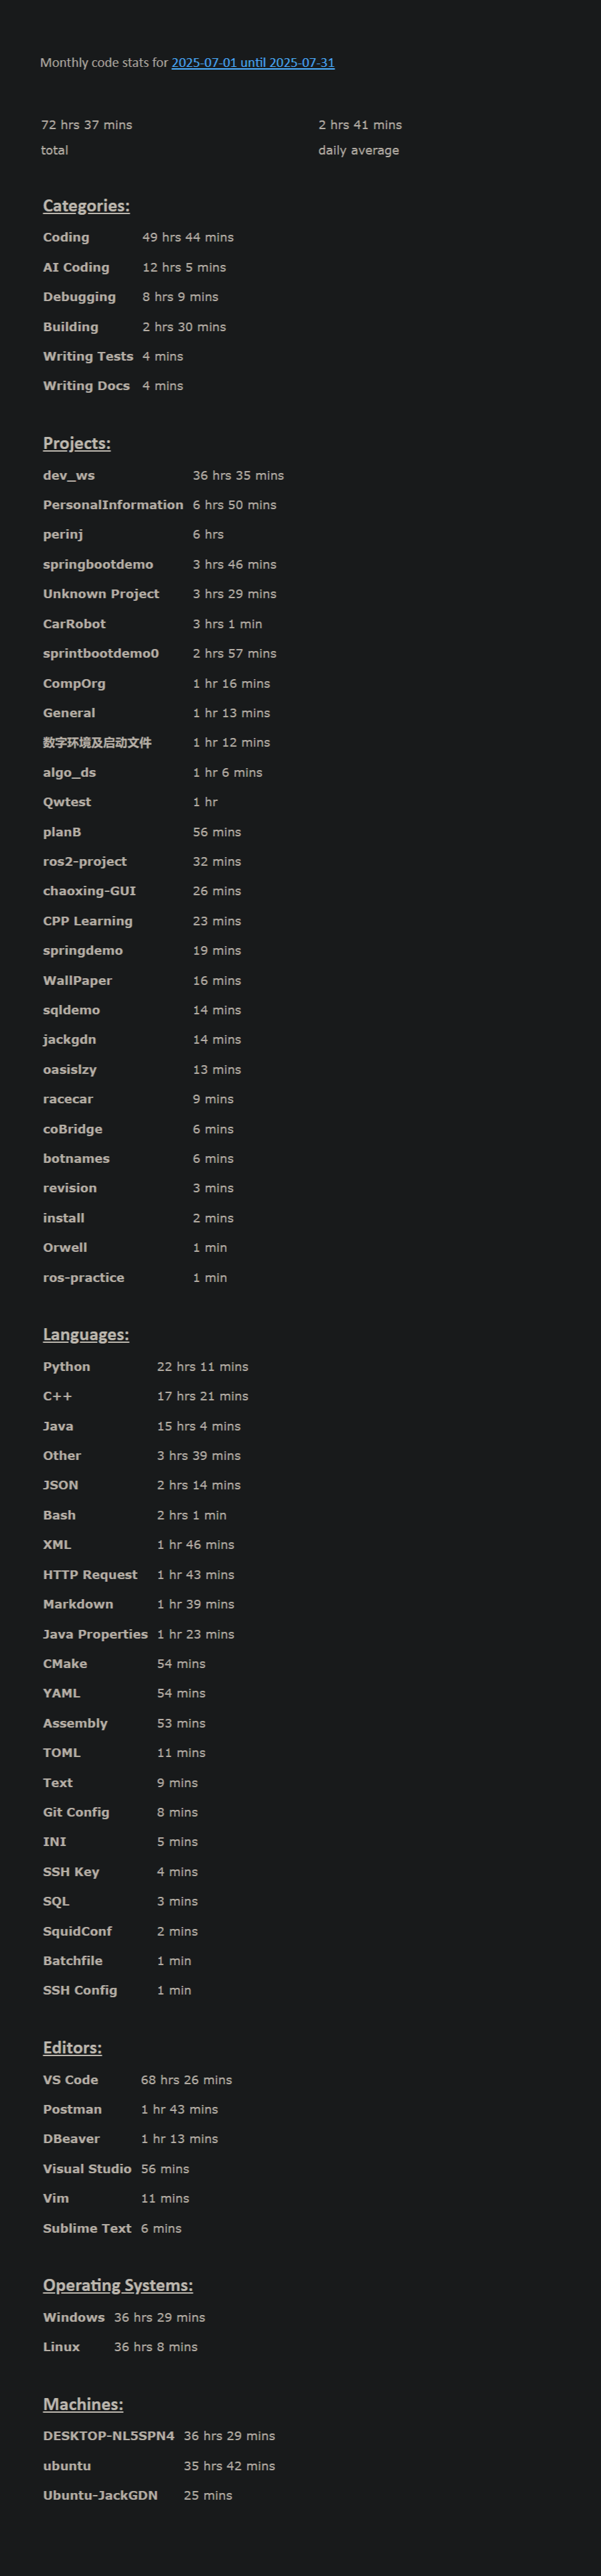 Monthly code stats for 2025-07-01 until 2025-07-31
72 hrs 37 mins 2 hrs 41 mins
total daily average
Categories:
Coding 49 hrs 44 mins
AI Coding 12 hrs 5 mins
Debugging 8 hrs 9 mins
Building 2 hrs 30 mins
Writing Tests 4 mins
Writing Docs 4 mins
Projects:
dev_ws 36 hrs 35 mins
PersonalInformation 6 hrs 50 mins
perinj 6 hrs
springbootdemo 3 hrs 46 mins
Unknown Project 3 hrs 29 mins
CarRobot 3 hrs 1 min
sprintbootdemo0 2 hrs 57 mins
CompOrg 1 hr 16 mins
General 1 hr 13 mins
数字环境及启动文件 1 hr 12 mins
algo_ds 1 hr 6 mins
Qwtest 1 hr
planB 56 mins
ros2-project 32 mins
chaoxing-GUI 26 mins
CPP Learning 23 mins
springdemo 19 mins
WallPaper 16 mins
sqldemo 14 mins
jackgdn 14 mins
oasislzy 13 mins
racecar 9 mins
coBridge 6 mins
botnames 6 mins
revision 3 mins
install 2 mins
Orwell 1 min
ros-practice 1 min
Languages:
Python 22 hrs 11 mins
C++ 17 hrs 21 mins
Java 15 hrs 4 mins
Other 3 hrs 39 mins
JSON 2 hrs 14 mins
Bash 2 hrs 1 min
XML 1 hr 46 mins
HTTP Request 1 hr 43 mins
Markdown 1 hr 39 mins
Java Properties 1 hr 23 mins
CMake 54 mins
YAML 54 mins
Assembly 53 mins
TOML 11 mins
Text 9 mins
Git Config 8 mins
INI 5 mins
SSH Key 4 mins
SQL 3 mins
SquidConf 2 mins
Batchfile 1 min
SSH Config 1 min
Editors:
VS Code 68 hrs 26 mins
Postman 1 hr 43 mins
DBeaver 1 hr 13 mins
Visual Studio 56 mins
Vim 11 mins
Sublime Text 6 mins
Operating Systems:
Windows 36 hrs 29 mins
Linux 36 hrs 8 mins
Machines:
DESKTOP-NL5SPN4 36 hrs 29 mins
ubuntu 35 hrs 42 mins
Ubuntu-JackGDN 25 mins